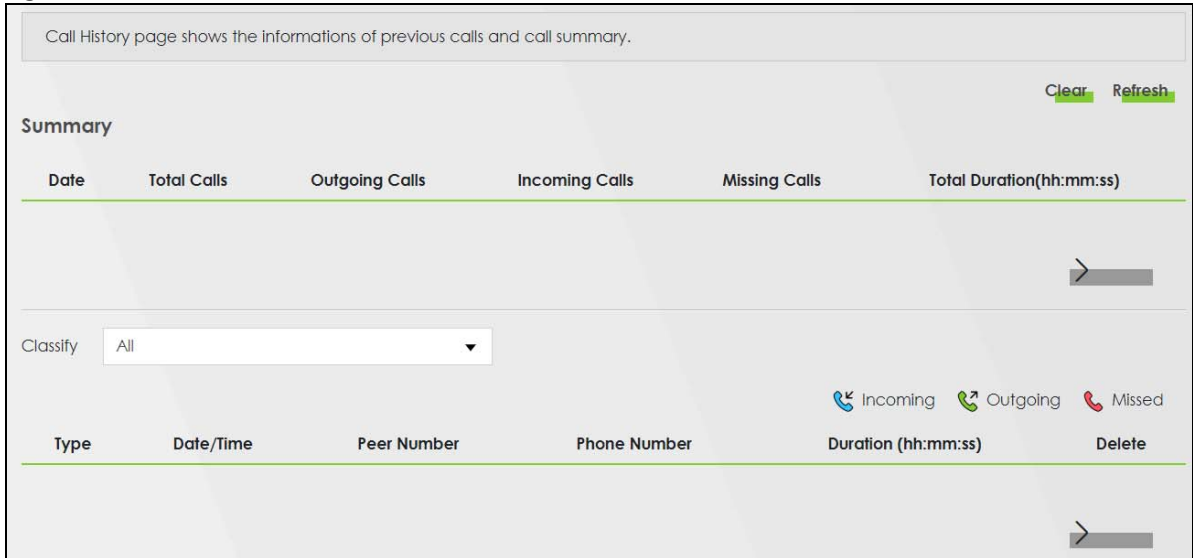 Call History page shows the informations of previous calls and call summary.
Clear Refresh
Summary
Date Total Calls Outgoing Calls Incoming Calls Missing Calls Total Duration(hh:mm:ss)
Classify All
Incoming Outgoing Missed
Type Date/Time Peer Number Phone Number Duration (hh:mm:ss) Delete